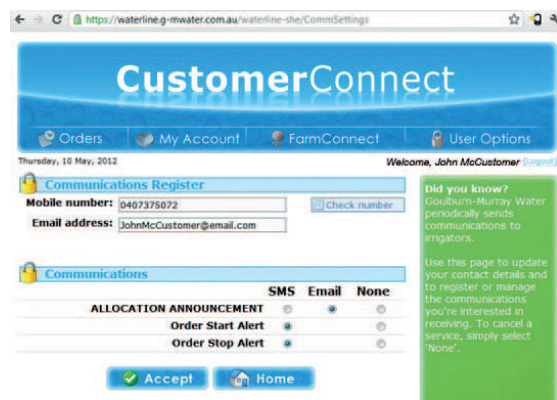 https://waterline.g-mwater.com.au/waterline-she/CommSettings
CustomerConnect
Orders My Account FarmConnect User Options
Thursday, 10 May, 2012 Welcome, John McCustomer (Logout)
Communications Register
Mobile number: 0407375072 Check number
Email address: JohnMcCustomer@email.com
Communications
SMS Email None
ALLOCATION ANNOUNCEMENT
Order Start Alert
Order Stop Alert
Accept Home
Did you know?
Goulburn-Murray Water
periodically sends
communications to
irrigators.
Use this page to update
your contact details and
to register or manage
the communications
you're interested in
receiving. To cancel a
service, simply select
'None'.